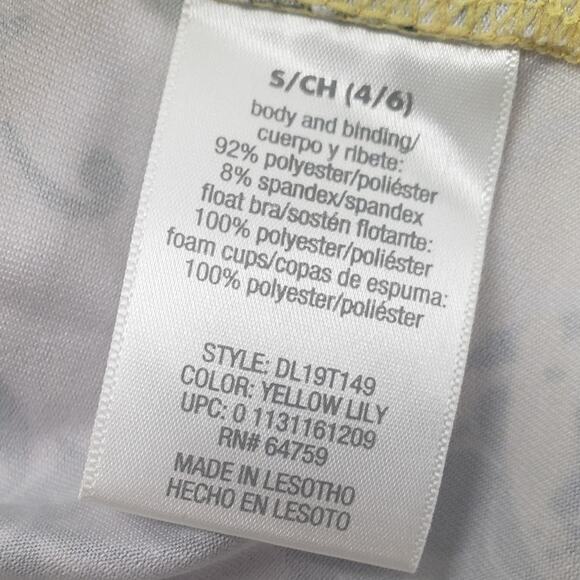 S/CH (4/6)
body and binding/
cuerpo y ribete:
92% polyester/poliéster
8% spandex/spandex
float bra/sostén flotante:
100% polyester/poliéster
foam cups/copas de espuma:
100% polyester/poliéster
STYLE: DL19T149
COLOR: YELLOW LILY
UPC: 0 1131161209
RN# 64759
MADE IN LESOTHO
HECHO EN LESOTO